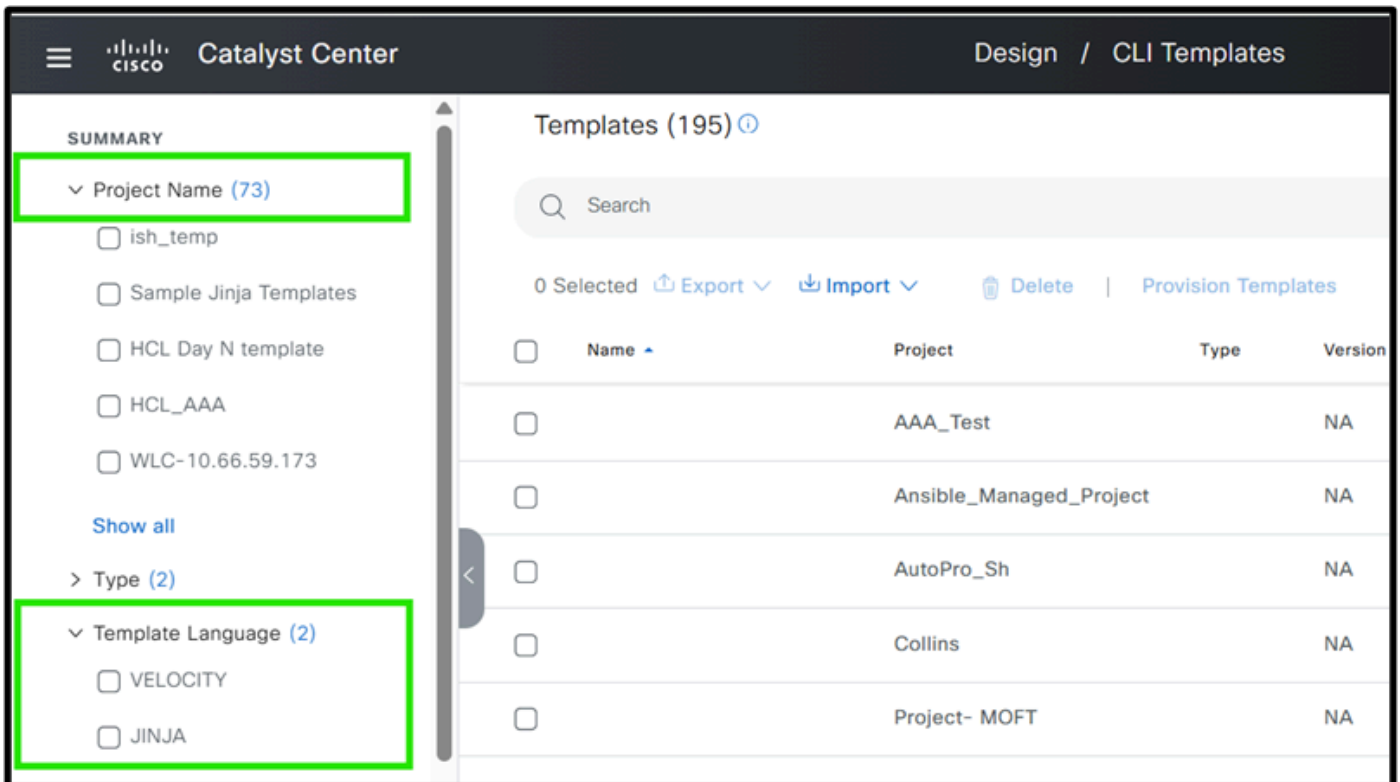 cisco Catalyst Center
Design / CLI Templates
SUMMARY
Project Name (73)
ish_temp
Sample Jinja Templates
HCL Day N template
HCL_AAA
WLC-10.66.59.173
Show all
Type (2)
Template Language (2)
VELOCITY
JINJA
Templates (195)
Search
0 Selected Export Import Delete | Provision Templates
Name Project Type Version
AAA_Test NA
Ansible_Managed_Project NA
AutoPro_Sh NA
Collins NA
Project- MOFT NA